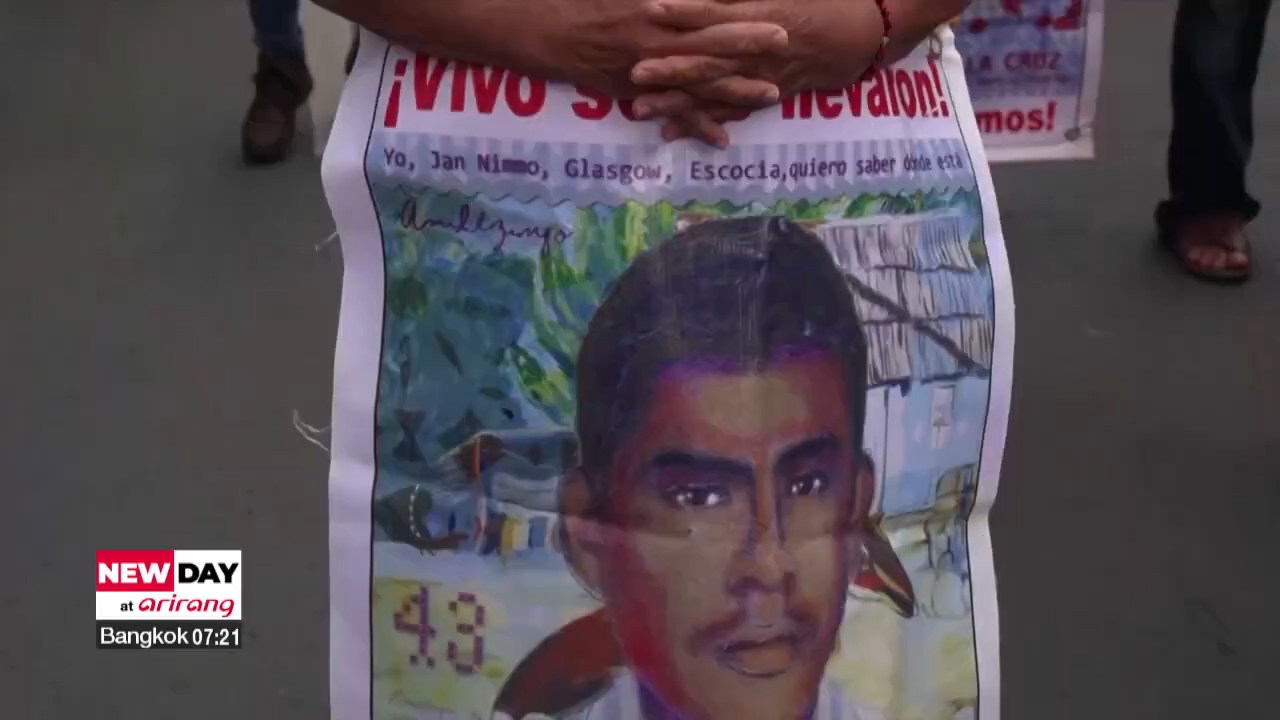 ¡Vivo se llevaron!
LA CRUZ
mos!
Yo, Jan Nimmo, Glasgow, Escocia,quiero saber dónde está
43
NEW DAY
at arirang
Bangkok 07:21